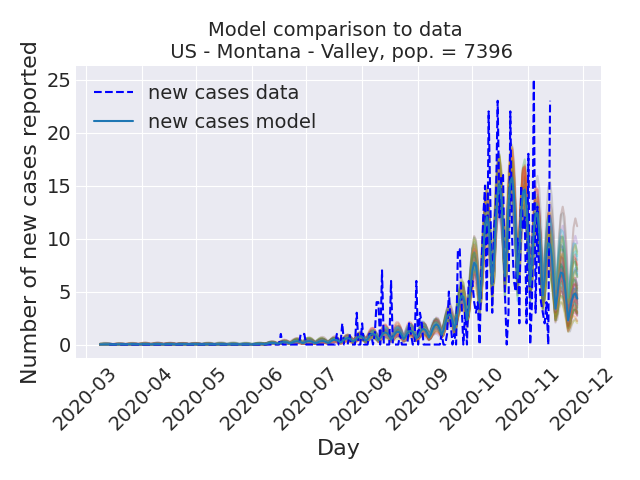 Model comparison to data
US - Montana - Valley, pop. = 7396
Number of new cases reported
25
20
15
10
5
0
new cases data
new cases model
2020-03
2020-04
2020-05
2020-06
2020-07
2020-08
2020-09
2020-10
2020-11
2020-12
Day